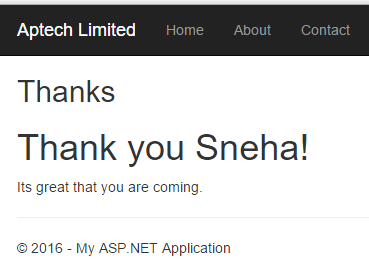 Aptech Limited Home About Contact
Thanks
Thank you Sneha!
Its great that you are coming.
© 2016 - My ASP.NET Application